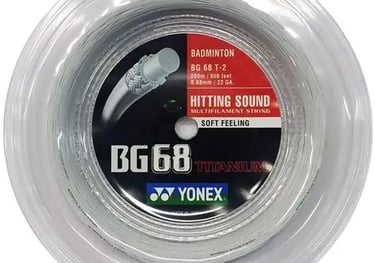 BADMINTON
BG 68 T-2
200m / 656 feet
0.68mm / 22 GA.
HITTING SOUND
MULTIFILAMENT STRING
SOFT FEELING
BG68 TITANIUM
YONEX